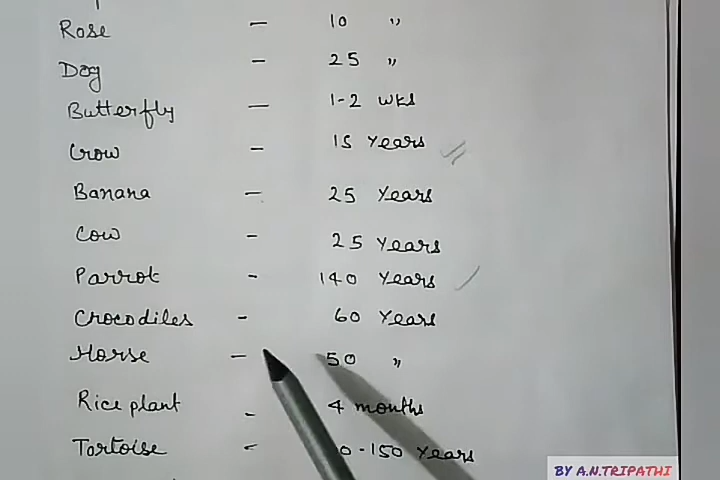 Rose - 10 "
Dog - 25 "
Butterfly - 1-2 wks
Crow - 15 Years
Banana - 25 Years
Cow - 25 Years
Parrot - 140 Years
Crocodiles - 60 Years
Horse - 50 "
Rice plant - 4 months
Tortoise - 0-150 Years
BY A.N.TRIPATHI